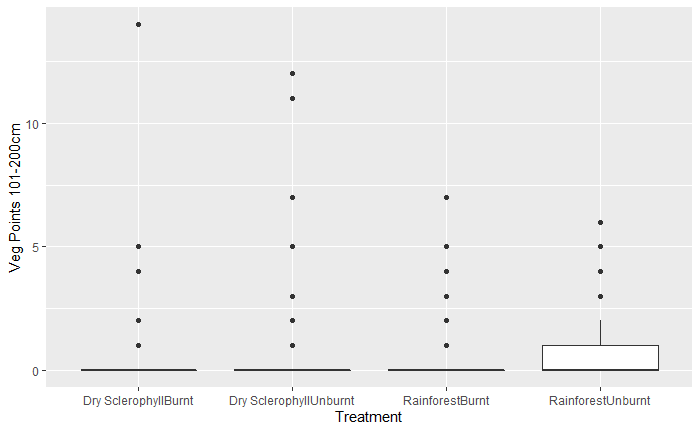 Veg Points 101-200cm
10
5
0
Dry SclerophyllBurnt Dry SclerophyllUnburnt RainforestBurnt RainforestUnburnt
Treatment